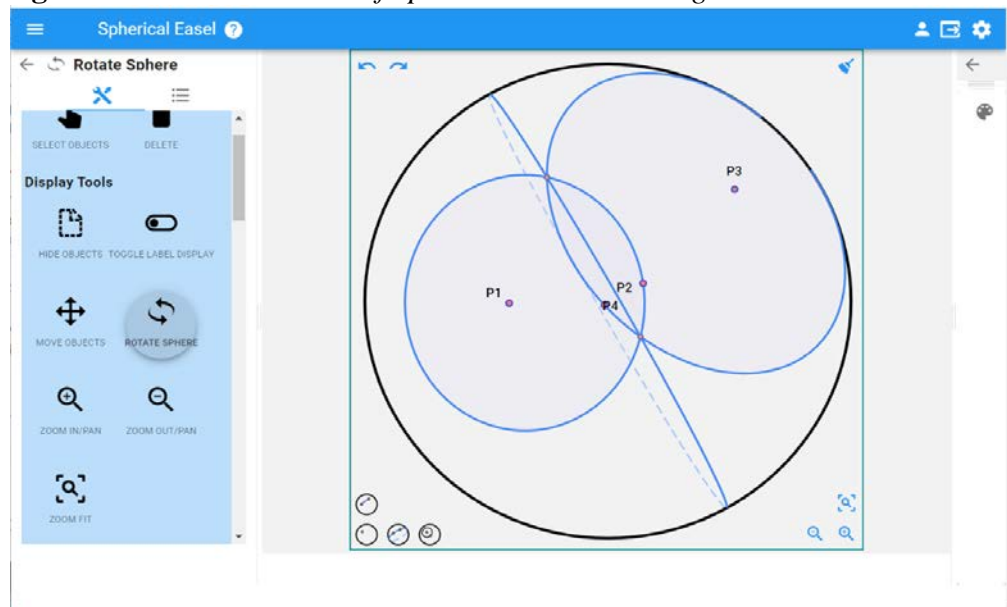 Spherical Easel ?
Rotate Sphere
SELECT OBJECTS DELETE
Display Tools
HIDE OBJECTS TOGGLE LABEL DISPLAY
MOVE OBJECTS ROTATE SPHERE
ZOOM IN/PAN ZOOM OUT/PAN
ZOOM FIT
P3
P1
P2
P4